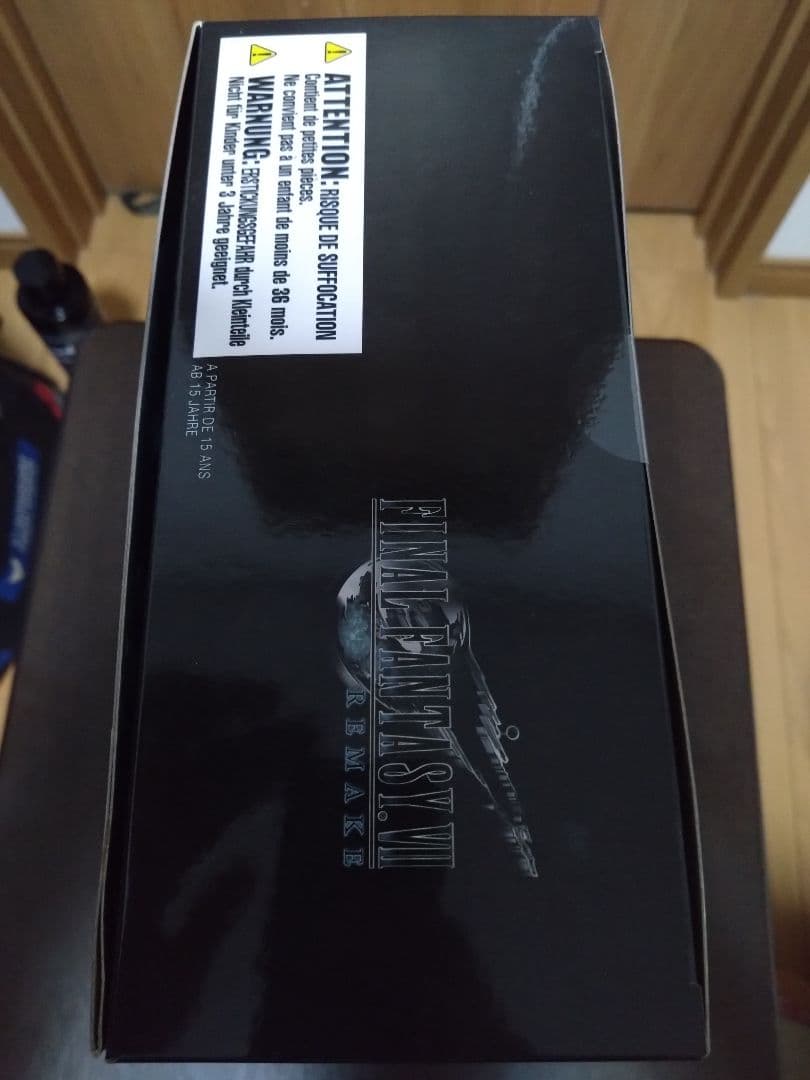 ATTENTION: RISQUE DE SUFFOCATION
Contient de petites pièces.
Ne convient pas à un enfant de moins de 36 mois.
WARNUNG: ERSTICKUNGSGEFAHR durch Kleinteile
Nicht für Kinder unter 3 Jahre geeignet.
A PARTIR DE 15 ANS
AB 15 JAHRE
FINAL FANTASY. VII
REMAKE